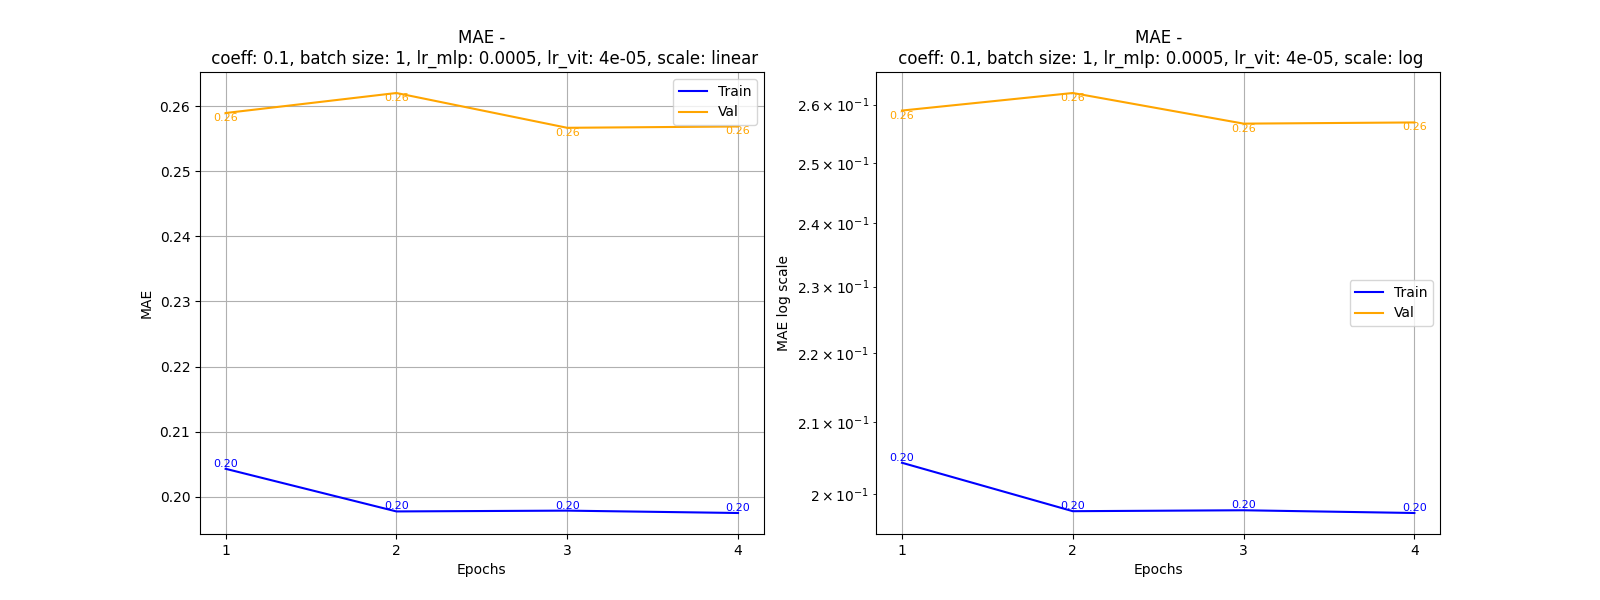 MAE -
coeff: 0.1, batch size: 1, lr_mlp: 0.0005, lr_vit: 4e-05, scale: linear
MAE
0.26
0.25
0.24
0.23
0.22
0.21
0.20
0.26
0.26
0.26
0.26
0.20
0.20
0.20
0.20
Train
Val
1
2
3
4
Epochs
MAE -
coeff: 0.1, batch size: 1, lr_mlp: 0.0005, lr_vit: 4e-05, scale: log
MAE log scale
2.6 × 10⁻¹
2.5 × 10⁻¹
2.4 × 10⁻¹
2.3 × 10⁻¹
2.2 × 10⁻¹
2.1 × 10⁻¹
2 × 10⁻¹
0.26
0.26
0.26
0.26
0.20
0.20
0.20
0.20
Train
Val
1
2
3
4
Epochs